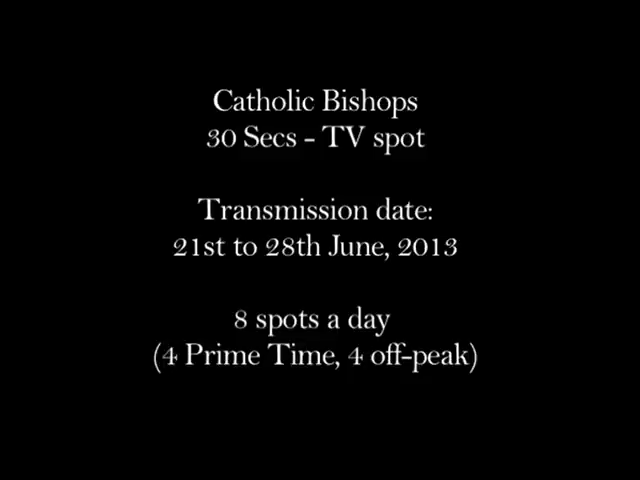 Catholic Bishops
30 Secs - TV spot
Transmission date:
21st to 28th June, 2013
8 spots a day
(4 Prime Time, 4 off-peak)